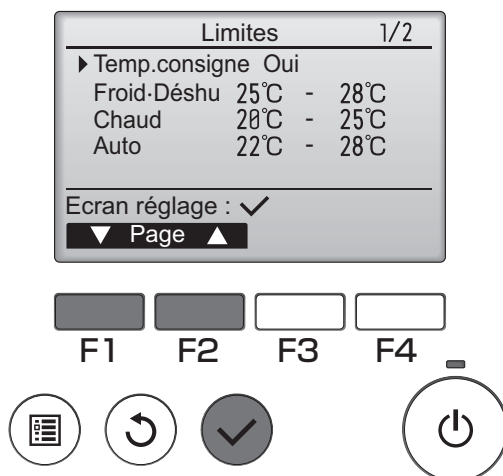 Limites 1/2
Temp.consigne Oui
Froid·Déshu 25℃ - 28℃
Chaud 20℃ - 25℃
Auto 22℃ - 28℃
Ecran réglage : ✓
▼ Page ▲
F1 F2 F3 F4